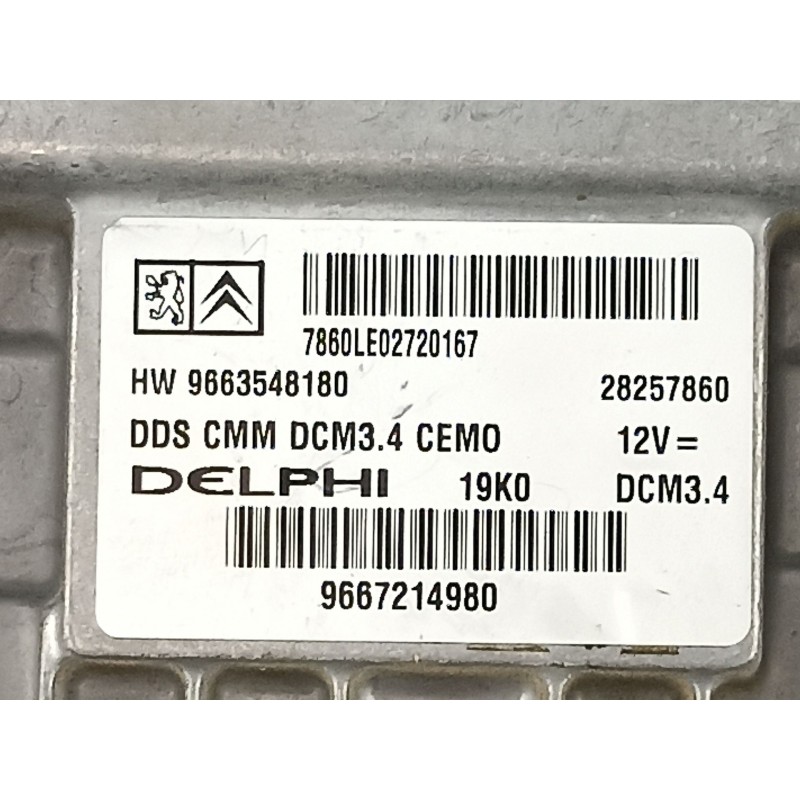 7860LE02720167
HW 9663548180 28257860
DDS CMM DCM3.4 CEMO 12V =
DELPHI 19K0 DCM3.4
9667214980